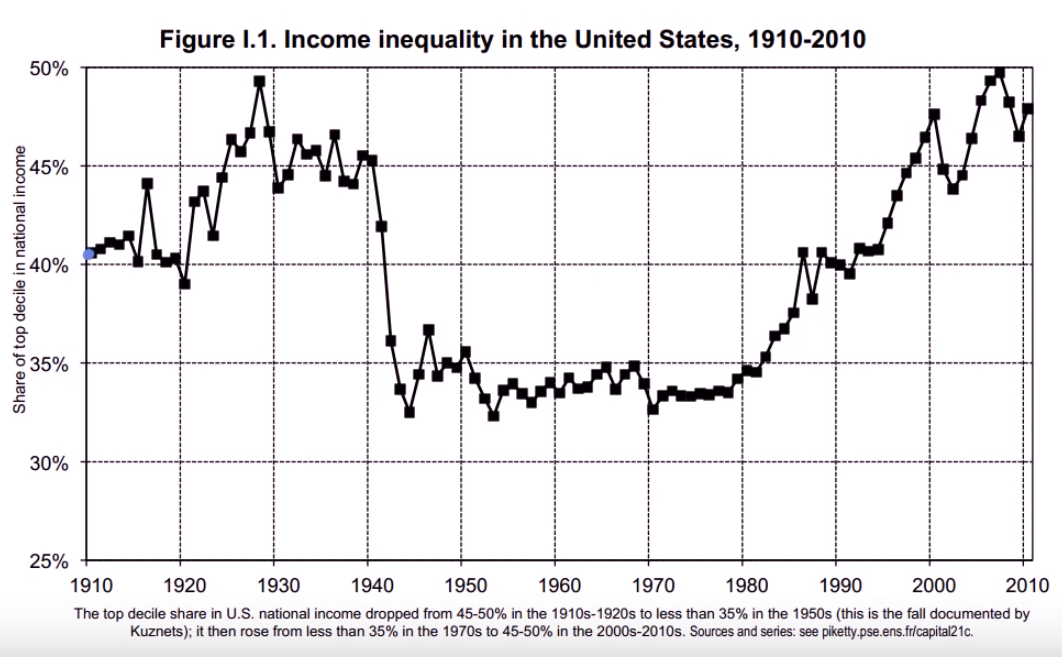 Figure I.1. Income inequality in the United States, 1910-2010
50%
45%
40%
35%
30%
25%
Share of top decile in national income
1910 1920 1930 1940 1950 1960 1970 1980 1990 2000 2010
The top decile share in U.S. national income dropped from 45-50% in the 1910s-1920s to less than 35% in the 1950s (this is the fall documented by
Kuznets); it then rose from less than 35% in the 1970s to 45-50% in the 2000s-2010s. Sources and series: see piketty.pse.ens.fr/capital21c.